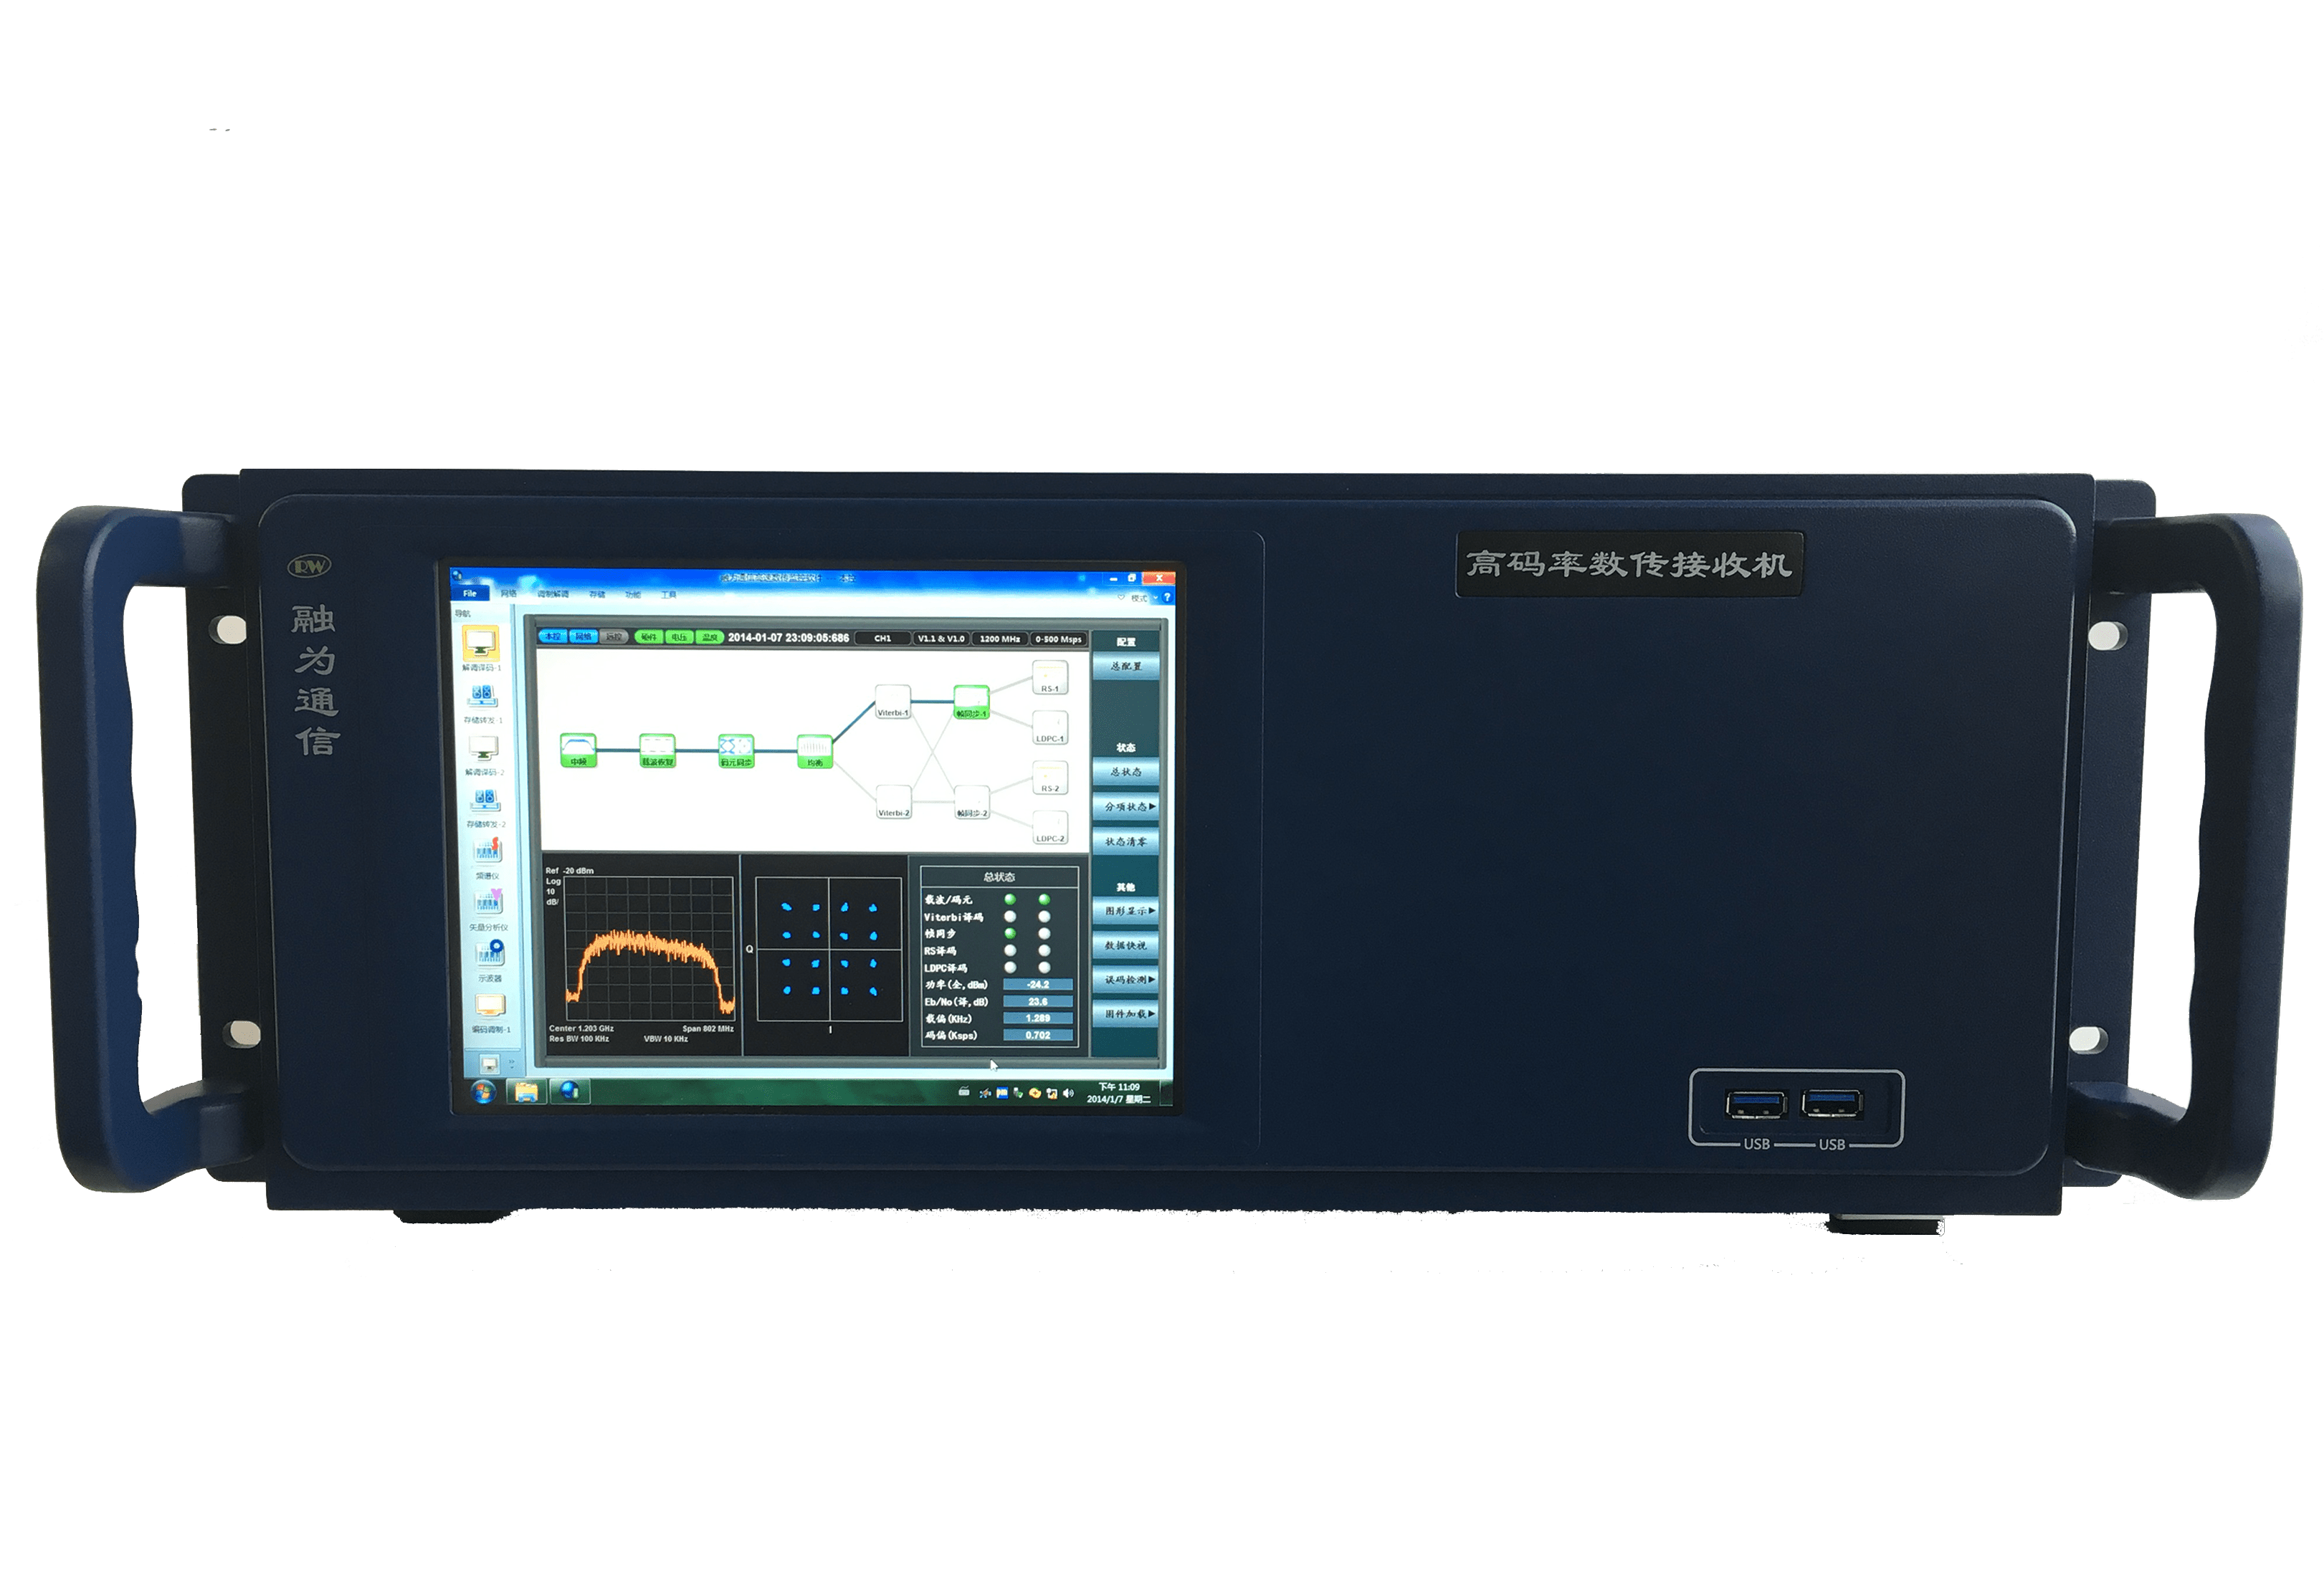 RW
融为通信
高码率数传接收机
File 网络 调制解调 存储 功能 工具
模式
导航
解调译码-1
存储转发-1
解调译码-2
存储转发-2
频谱仪
矢量分析仪
示波器
编码调制-1
本控 网络 远控 硬件 电压 温度 2014-01-07 23:09:05:686 CH1 V1.1 & V1.0 1200 MHz 0-500 Msps
中频
载波恢复
码元同步
均衡
Viterbi-1
帧同步-1
RS-1
LDPC-1
Viterbi-2
帧同步-2
RS-2
LDPC-2
配置
总配置
状态
总状态
分项状态
状态清零
其他
图形显示
数据快视
误码检测
固件加载
Ref -20 dBm
Log
10
dB/
Center 1.203 GHz Span 802 MHz
Res BW 100 KHz VBW 10 KHz
Q
I
总状态
载波/码元
Viterbi译码
帧同步
RS译码
LDPC译码
功率(全,dBm) -24.2
Eb/No(译,dB) 23.6
载偏(KHz) 1.289
码偏(Ksps) 0.702
下午 11:09
2014/1/7 星期二
USB USB